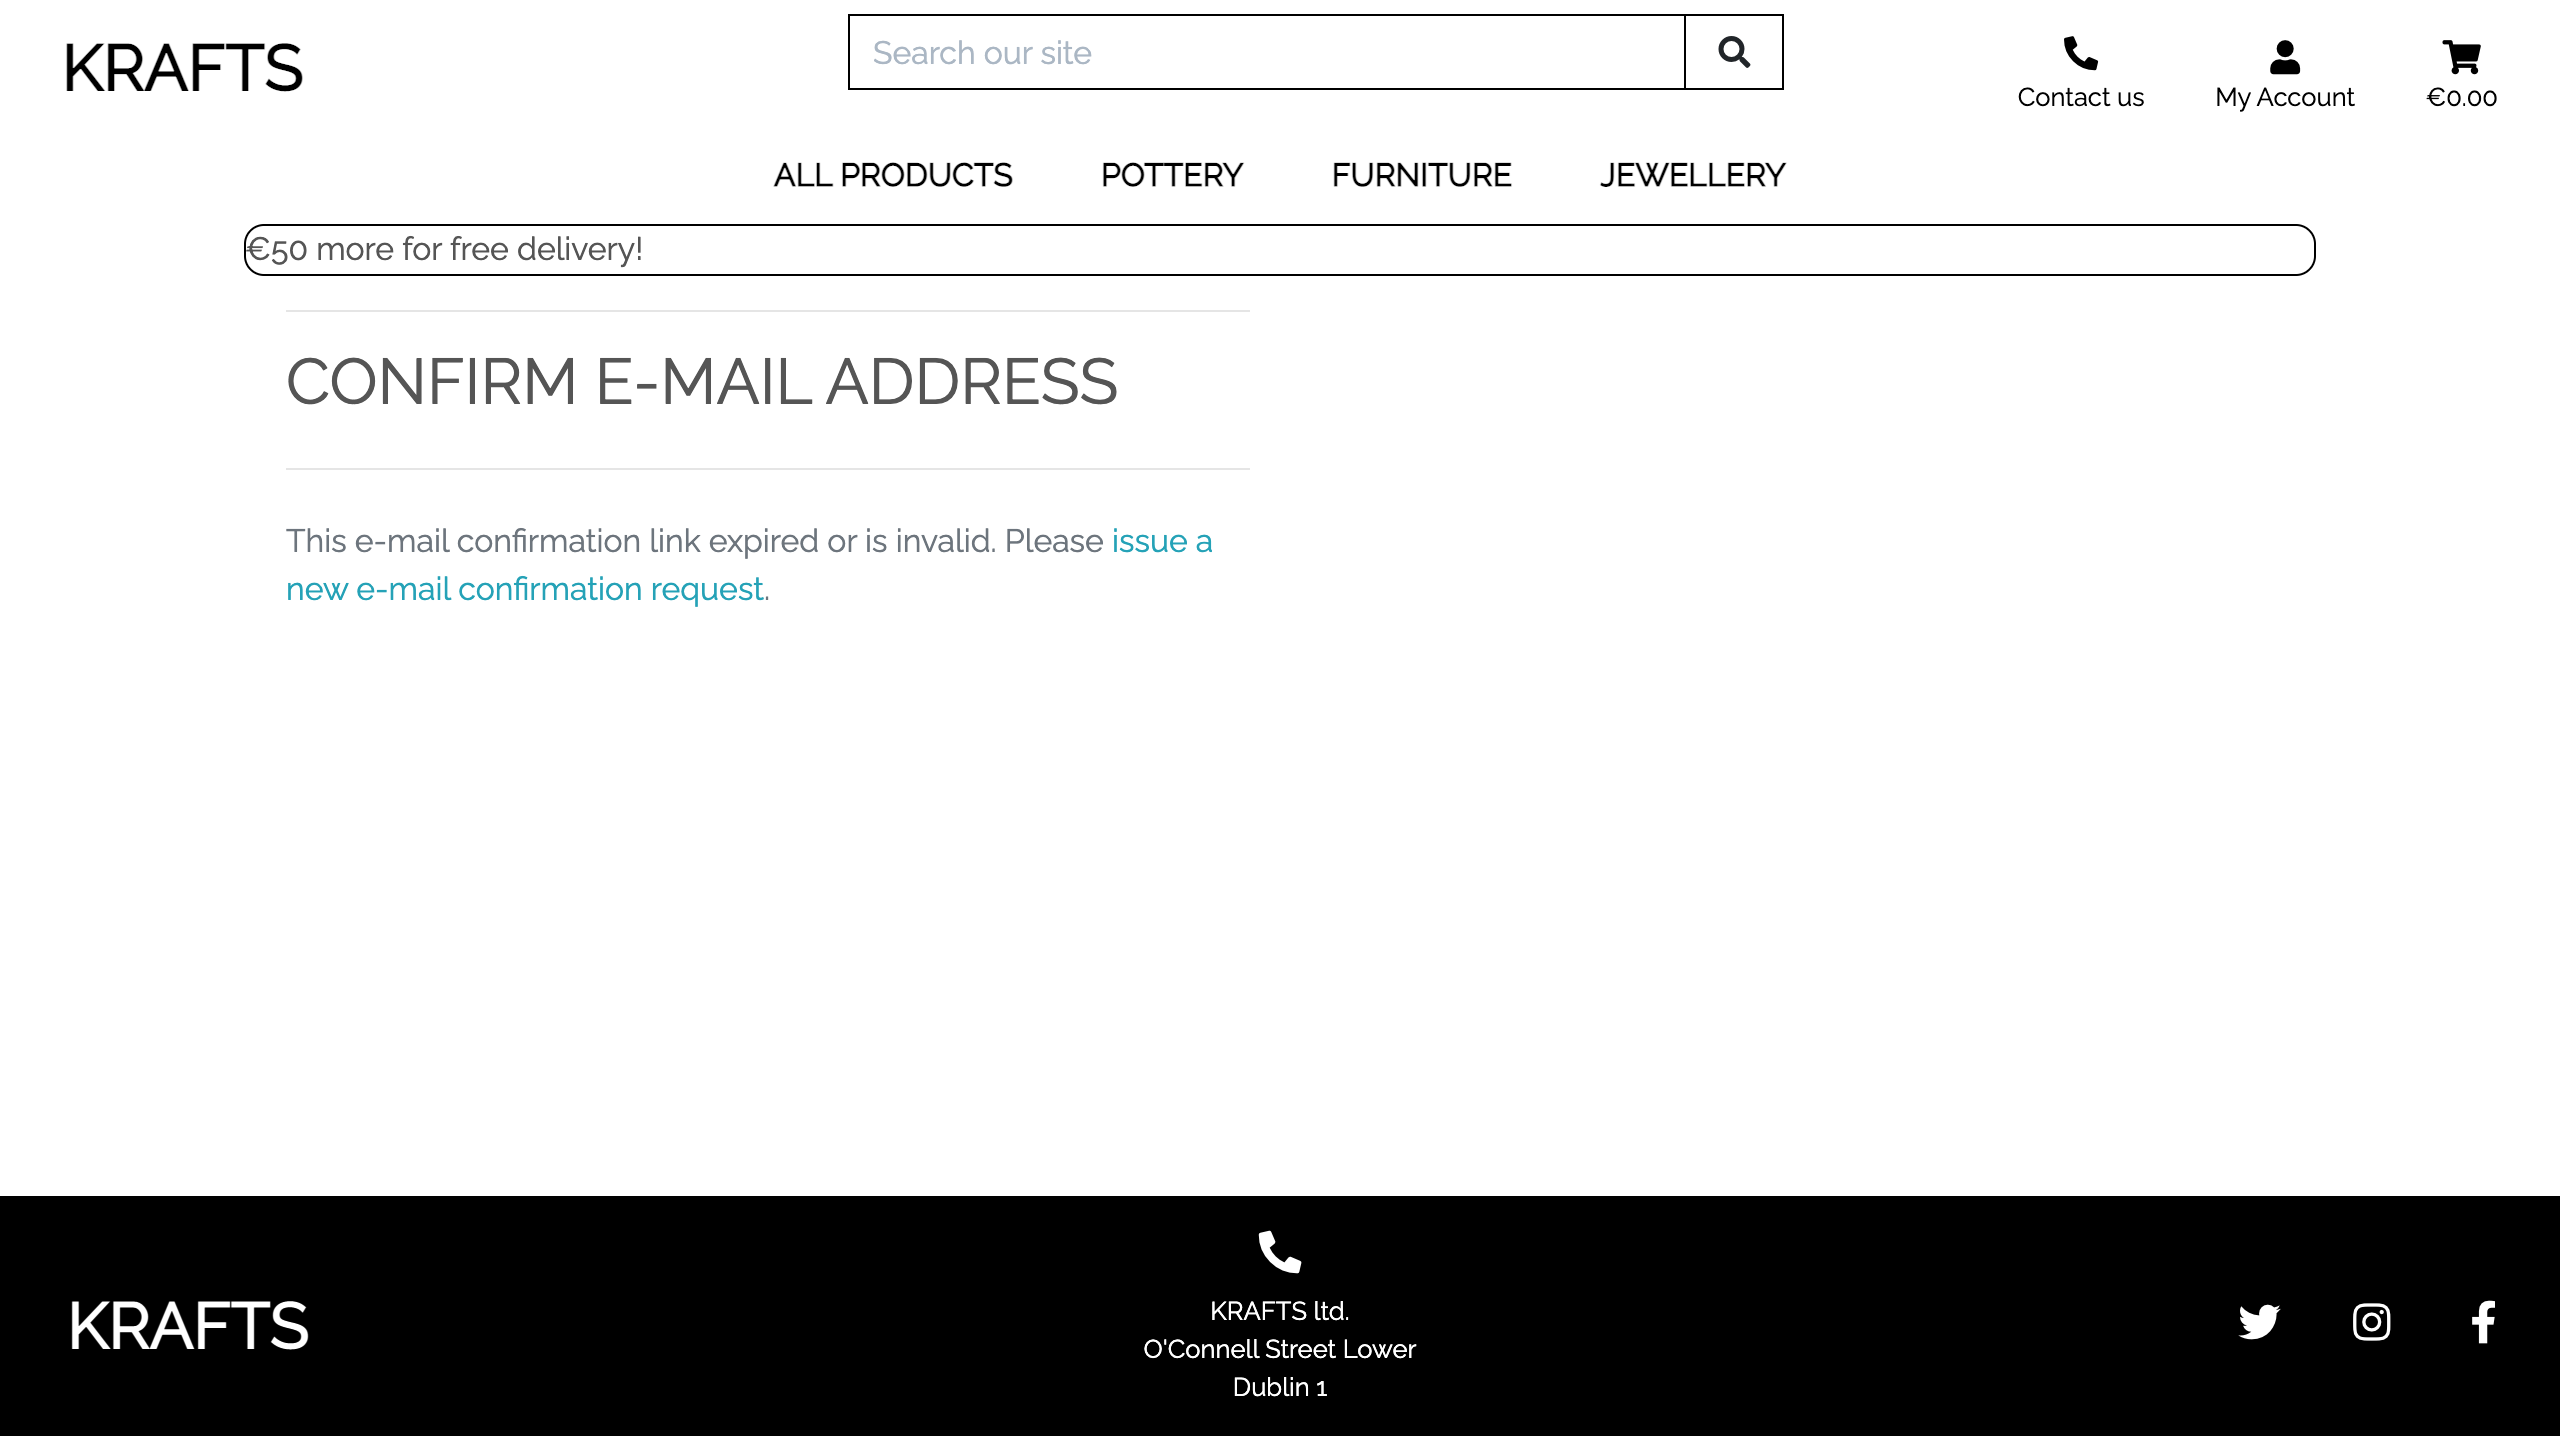 KRAFTS
Search our site
Contact us
My Account
€0.00
ALL PRODUCTS
POTTERY
FURNITURE
JEWELLERY
€50 more for free delivery!
CONFIRM E-MAIL ADDRESS
This e-mail confirmation link expired or is invalid. Please issue a
new e-mail confirmation request.
KRAFTS
KRAFTS ltd.
O'Connell Street Lower
Dublin 1